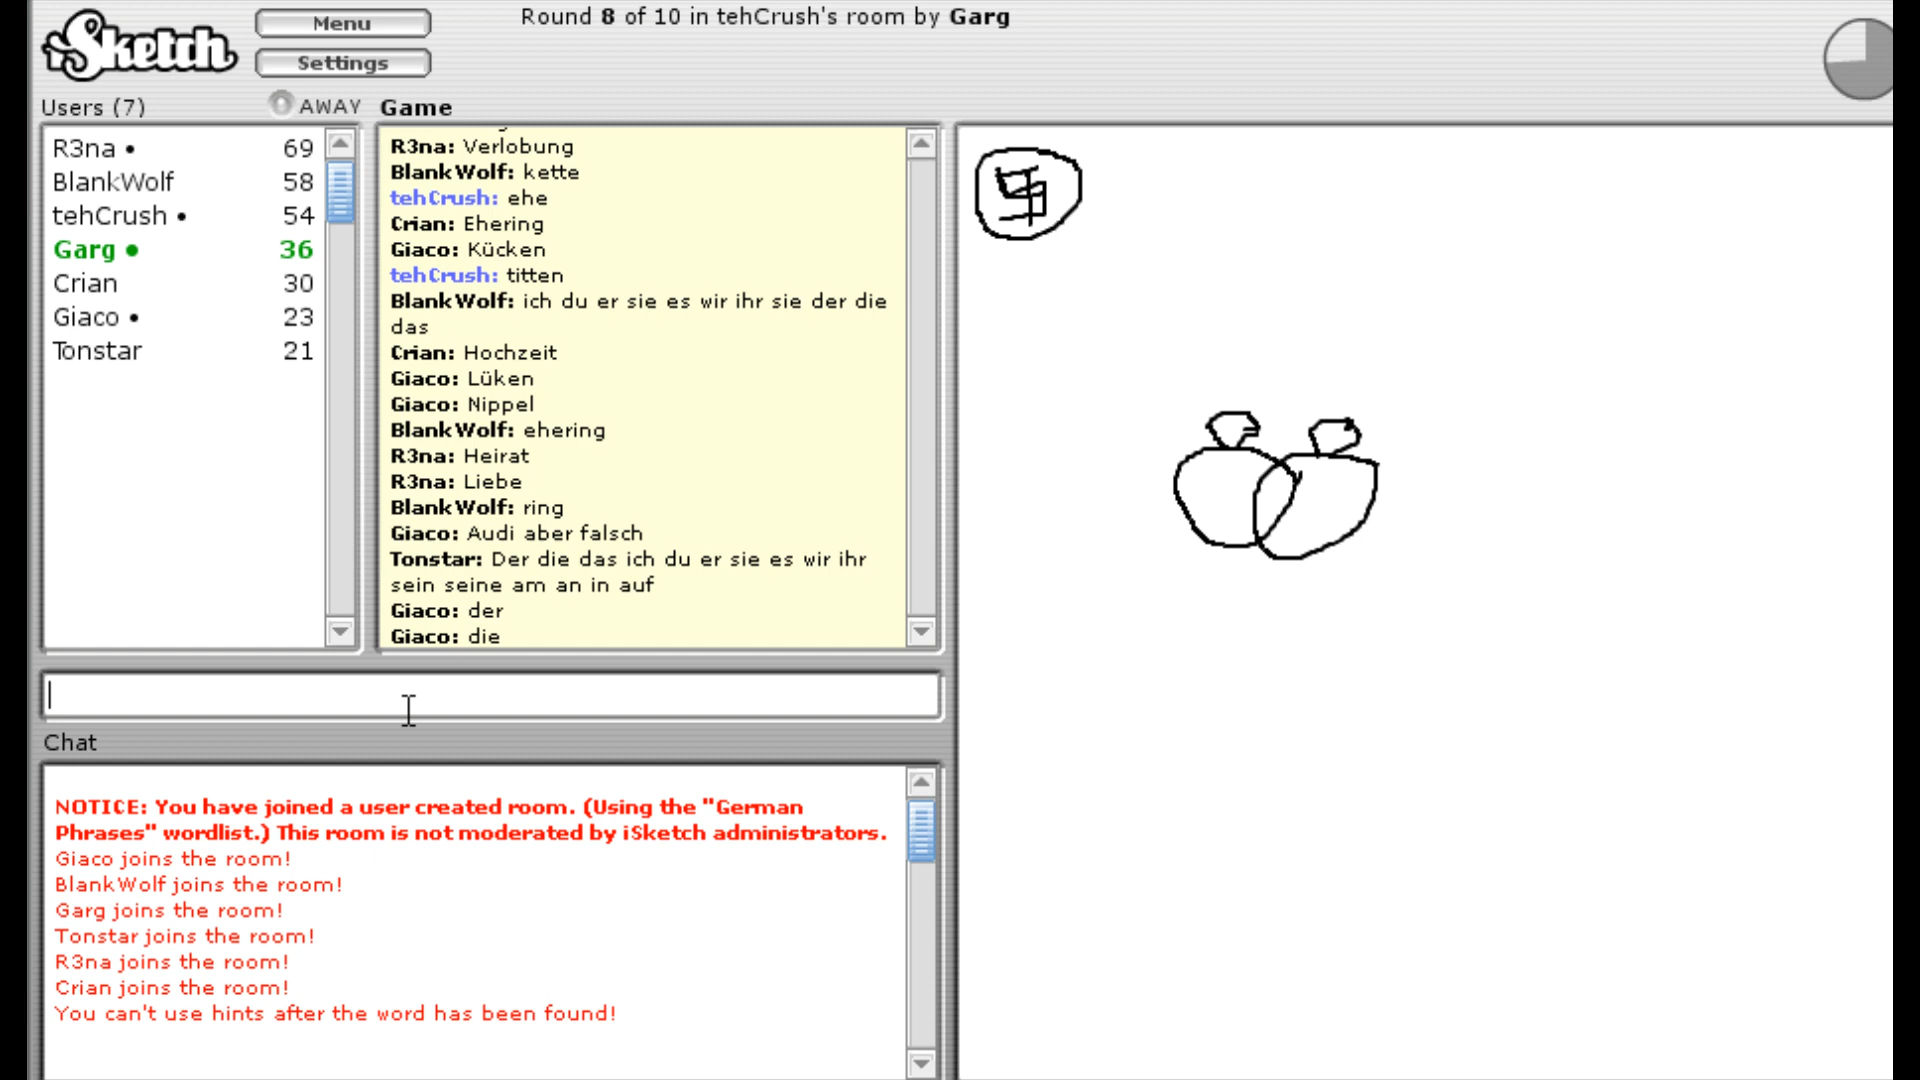 iSketch
Menu
Settings
Round 8 of 10 in tehCrush's room by Garg
Users (7)
AWAY
Game
R3na • 69
BlankWolf 58
tehCrush • 54
Garg • 36
Crian 30
Giaco • 23
Tonstar 21
R3na: Verlobung
BlankWolf: kette
tehCrush: ehe
Crian: Ehering
Giaco: Kücken
tehCrush: titten
BlankWolf: ich du er sie es wir ihr sie der die
das
Crian: Hochzeit
Giaco: Lüken
Giaco: Nippel
BlankWolf: ehering
R3na: Heirat
R3na: Liebe
BlankWolf: ring
Giaco: Audi aber falsch
Tonstar: Der die das ich du er sie es wir ihr
sein seine am an in auf
Giaco: der
Giaco: die
Chat
NOTICE: You have joined a user created room. (Using the "German
Phrases" wordlist.) This room is not moderated by iSketch administrators.
Giaco joins the room!
BlankWolf joins the room!
Garg joins the room!
Tonstar joins the room!
R3na joins the room!
Crian joins the room!
You can't use hints after the word has been found!